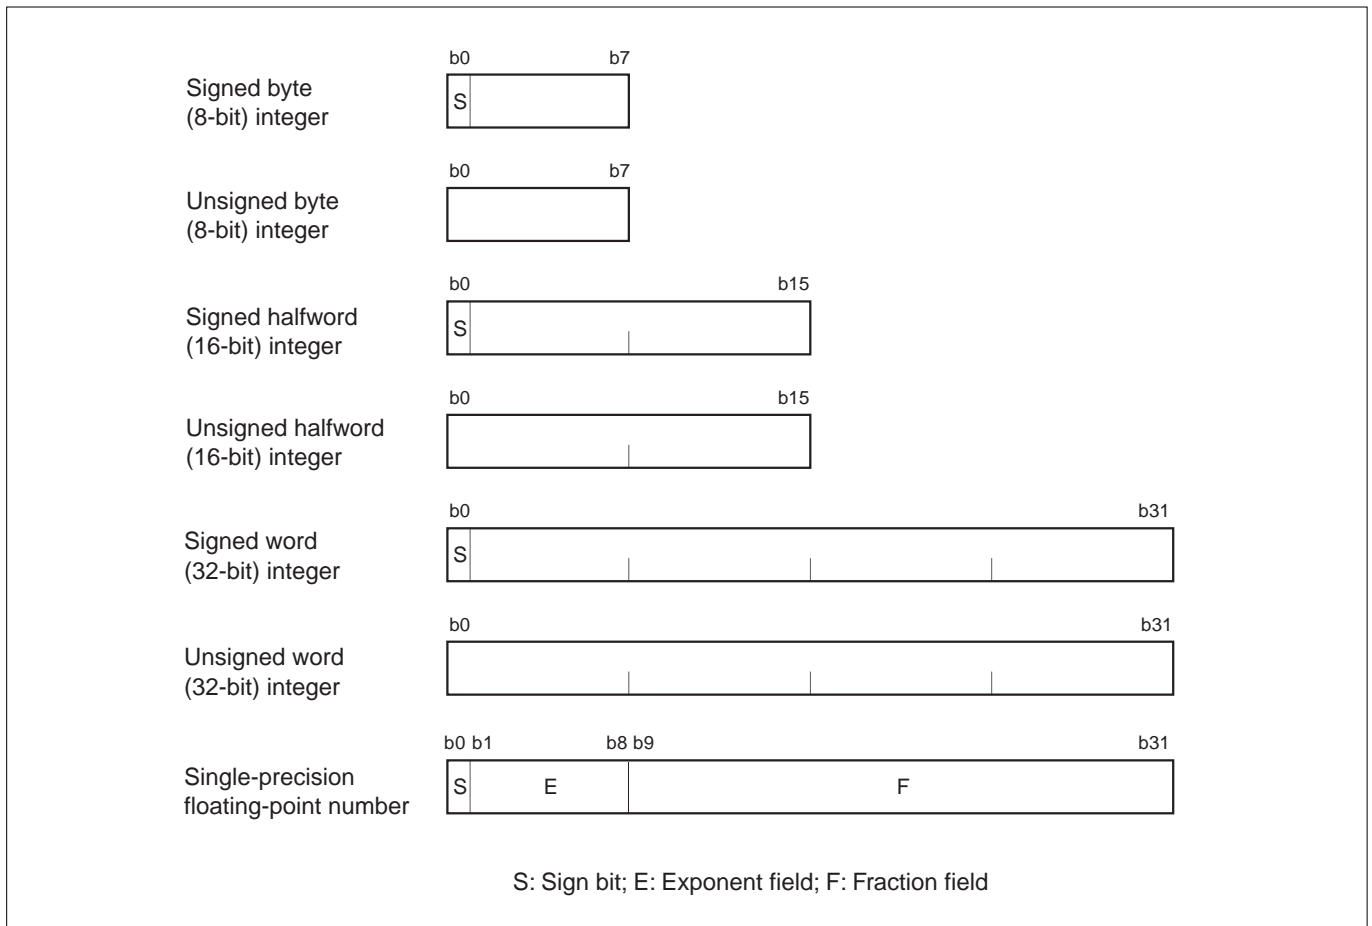 b0 b7
Signed byte
(8-bit) integer
S
b0 b7
Unsigned byte
(8-bit) integer
b0 b15
Signed halfword
(16-bit) integer
S
b0 b15
Unsigned halfword
(16-bit) integer
b0 b31
Signed word
(32-bit) integer
S
b0 b31
Unsigned word
(32-bit) integer
b0 b1 b8 b9 b31
Single-precision
floating-point number
S E F
S: Sign bit; E: Exponent field; F: Fraction field